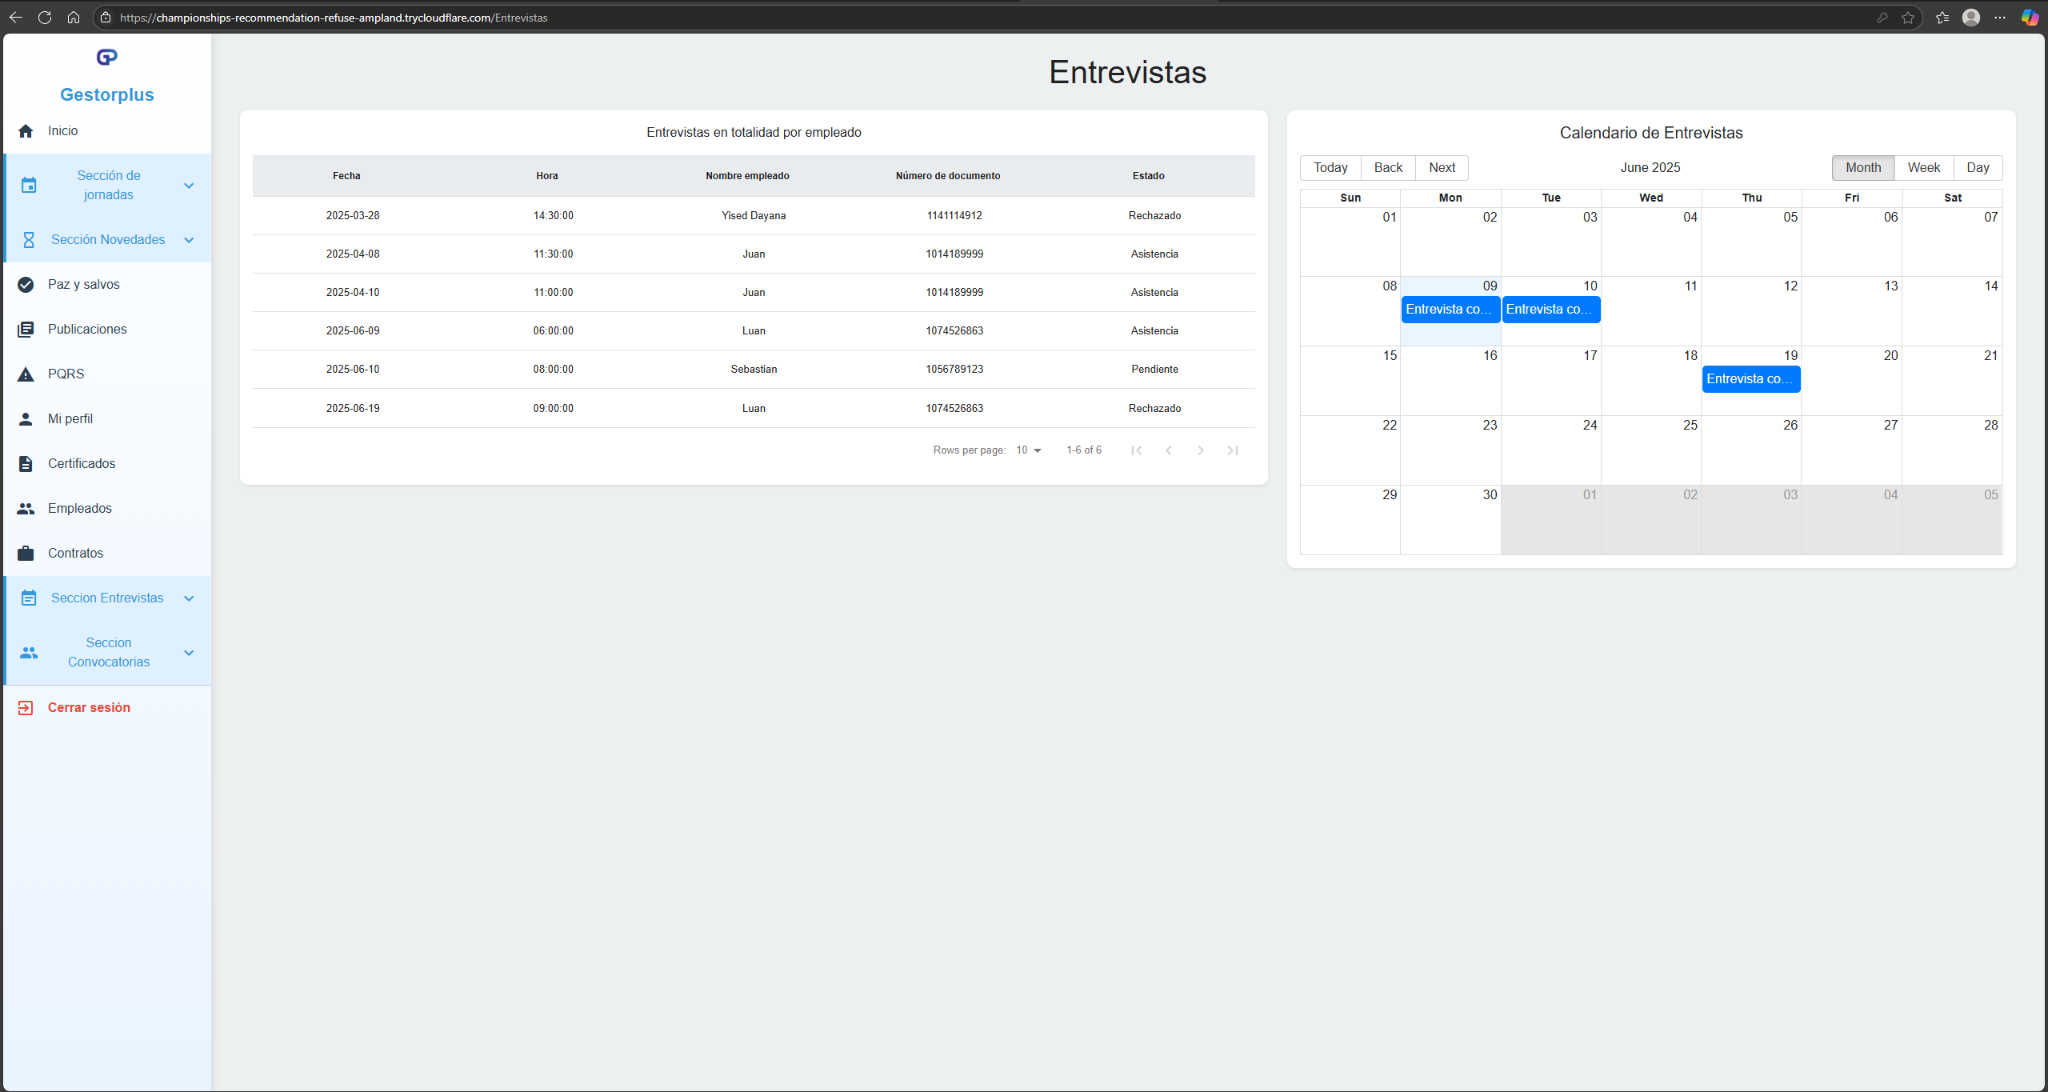 https://championships-recommendation-refuse-ampland.trycloudflare.com/Entrevistas
GP
Gestorplus
Inicio
Sección de
jornadas
Sección Novedades
Paz y salvos
Publicaciones
PQRS
Mi perfil
Certificados
Empleados
Contratos
Seccion Entrevistas
Seccion
Convocatorias
Cerrar sesión
Entrevistas
Entrevistas en totalidad por empleado
Fecha Hora Nombre empleado Número de documento Estado
2025-03-28 14:30:00 Yised Dayana 1141114912 Rechazado
2025-04-08 11:30:00 Juan 1014189999 Asistencia
2025-04-10 11:00:00 Juan 1014189999 Asistencia
2025-06-09 06:00:00 Luan 1074526863 Asistencia
2025-06-10 08:00:00 Sebastian 1056789123 Pendiente
2025-06-19 09:00:00 Luan 1074526863 Rechazado
Rows per page: 10 1-6 of 6
Calendario de Entrevistas
Today Back Next June 2025 Month Week Day
Sun Mon Tue Wed Thu Fri Sat
01 02 03 04 05 06 07
08 09 10 11 12 13 14
Entrevista co... Entrevista co...
15 16 17 18 19 20 21
Entrevista co...
22 23 24 25 26 27 28
29 30 01 02 03 04 05